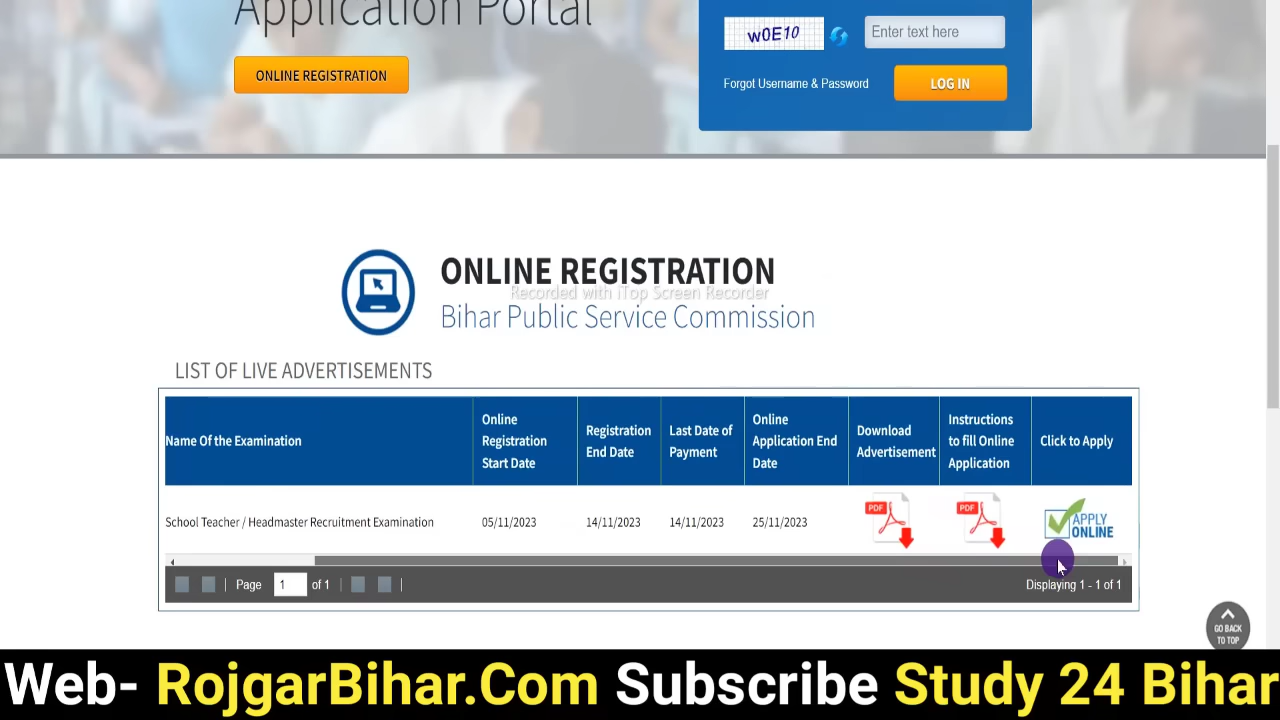 Application Portal
ONLINE REGISTRATION
w0E10
Enter text here
Forgot Username & Password
LOG IN
ONLINE REGISTRATION
Recorded with iTop Screen Recorder
Bihar Public Service Commission
LIST OF LIVE ADVERTISEMENTS
Name Of the Examination
Online
Registration
Start Date
Registration
End Date
Last Date of
Payment
Online
Application End
Date
Download
Advertisement
Instructions
to fill Online
Application
Click to Apply
School Teacher / Headmaster Recruitment Examination
05/11/2023
14/11/2023
14/11/2023
25/11/2023
PDF
PDF
APPLY
ONLINE
Page 1 of 1
Displaying 1 - 1 of 1
GO BACK
TO TOP
Web- RojgarBihar.Com Subscribe Study 24 Bihar